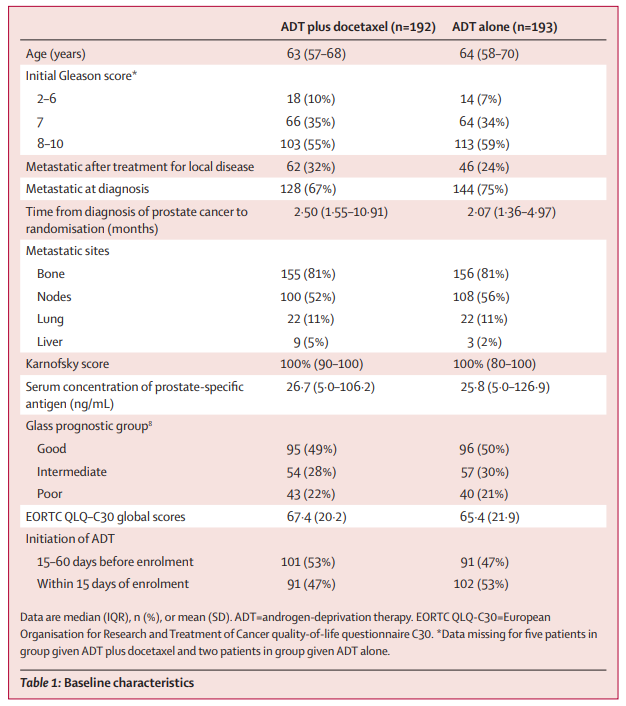 ADT plus docetaxel (n=192) ADT alone (n=193)
Age (years) 63 (57–68) 64 (58–70)
Initial Gleason score*
2–6 18 (10%) 14 (7%)
7 66 (35%) 64 (34%)
8–10 103 (55%) 113 (59%)
Metastatic after treatment for local disease 62 (32%) 46 (24%)
Metastatic at diagnosis 128 (67%) 144 (75%)
Time from diagnosis of prostate cancer to 2·50 (1·55–10·91) 2·07 (1·36–4·97)
randomisation (months)
Metastatic sites
Bone 155 (81%) 156 (81%)
Nodes 100 (52%) 108 (56%)
Lung 22 (11%) 22 (11%)
Liver 9 (5%) 3 (2%)
Karnofsky score 100% (90–100) 100% (80–100)
Serum concentration of prostate-specific 26·7 (5·0–106·2) 25·8 (5·0–126·9)
antigen (ng/mL)
Glass prognostic group⁸
Good 95 (49%) 96 (50%)
Intermediate 54 (28%) 57 (30%)
Poor 43 (22%) 40 (21%)
EORTC QLQ–C30 global scores 67·4 (20·2) 65·4 (21·9)
Initiation of ADT
15–60 days before enrolment 101 (53%) 91 (47%)
Within 15 days of enrolment 91 (47%) 102 (53%)
Data are median (IQR), n (%), or mean (SD). ADT=androgen-deprivation therapy. EORTC QLQ-C30=European
Organisation for Research and Treatment of Cancer quality-of-life questionnaire C30. *Data missing for five patients in
group given ADT plus docetaxel and two patients in group given ADT alone.
Table 1: Baseline characteristics